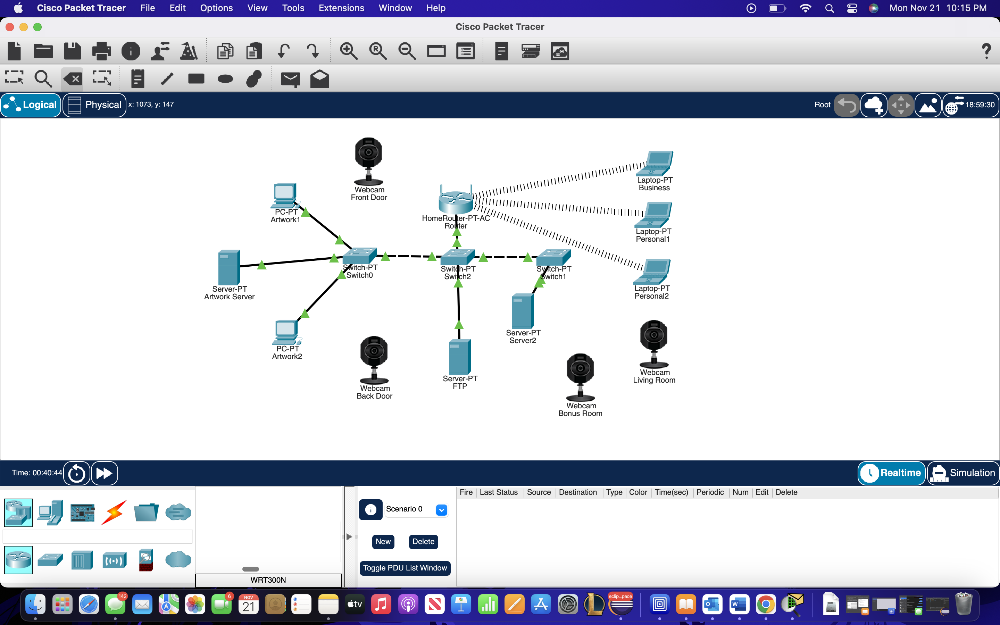 Cisco Packet Tracer File Edit Options View Tools Extensions Window Help Mon Nov 21 10:15 PM
Cisco Packet Tracer
Logical Physical x: 1073, y: 147 Root 18:59:30
Webcam
Front Door
Laptop-PT
Business
PC-PT
Artwork1
HomeRouter-PT-AC
Router
Laptop-PT
Personal1
Switch-PT
Switch0
Switch-PT
Switch2
Switch-PT
Switch1
Server-PT
Artwork Server
Laptop-PT
Personal2
Server-PT
Server2
PC-PT
Artwork2
Webcam
Living Room
Server-PT
FTP
Webcam
Back Door
Webcam
Bonus Room
Time: 00:40:44 Realtime Simulation
Fire Last Status Source Destination Type Color Time(sec) Periodic Num Edit Delete
Scenario 0
New Delete
Toggle PDU List Window
WRT300N
142
6
NOV
21
tv
eclip...pace